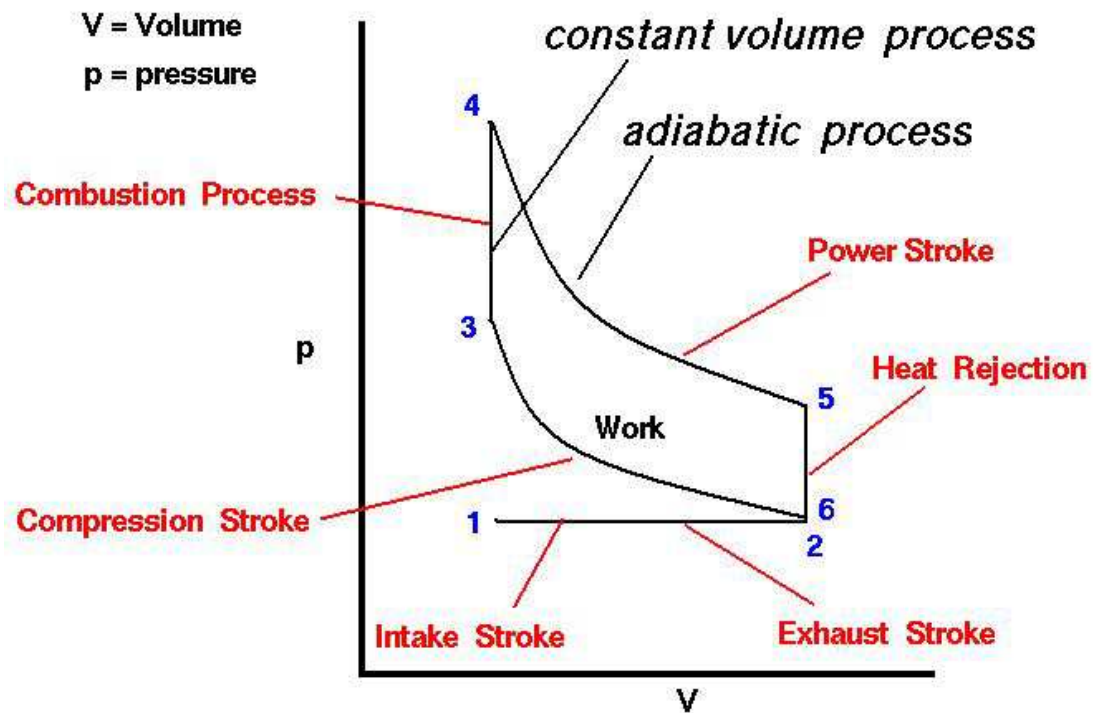 V = Volume
p = pressure
constant volume process
4
adiabatic process
Combustion Process
Power Stroke
3
p
Heat Rejection
5
Work
6
Compression Stroke
1
2
Intake Stroke
Exhaust Stroke
V